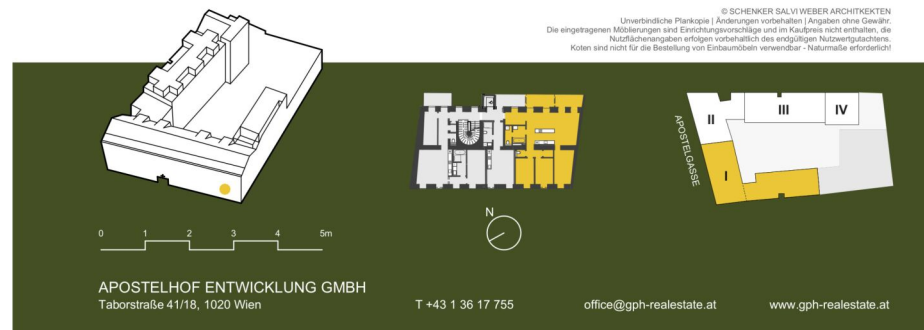 © SCHENKER SALVI WEBER ARCHITKEKTEN
Unverbindliche Plankopie | Änderungen vorbehalten | Angaben ohne Gewähr.
Die eingetragenen Möblierungen sind Einrichtungsvorschläge und im Kaufpreis nicht enthalten, die
Nutzflächenangaben erfolgen vorbehaltlich des endgültigen Nutzwertgutachtens.
Koten sind nicht für die Bestellung von Einbaumöbeln verwendbar - Naturmaße erforderlich!
II
III
IV
APOSTELGASSE
I
N
0 1 2 3 4 5m
APOSTELHOF ENTWICKLUNG GMBH
Taborstraße 41/18, 1020 Wien
T +43 1 36 17 755
office@gph-realestate.at
www.gph-realestate.at